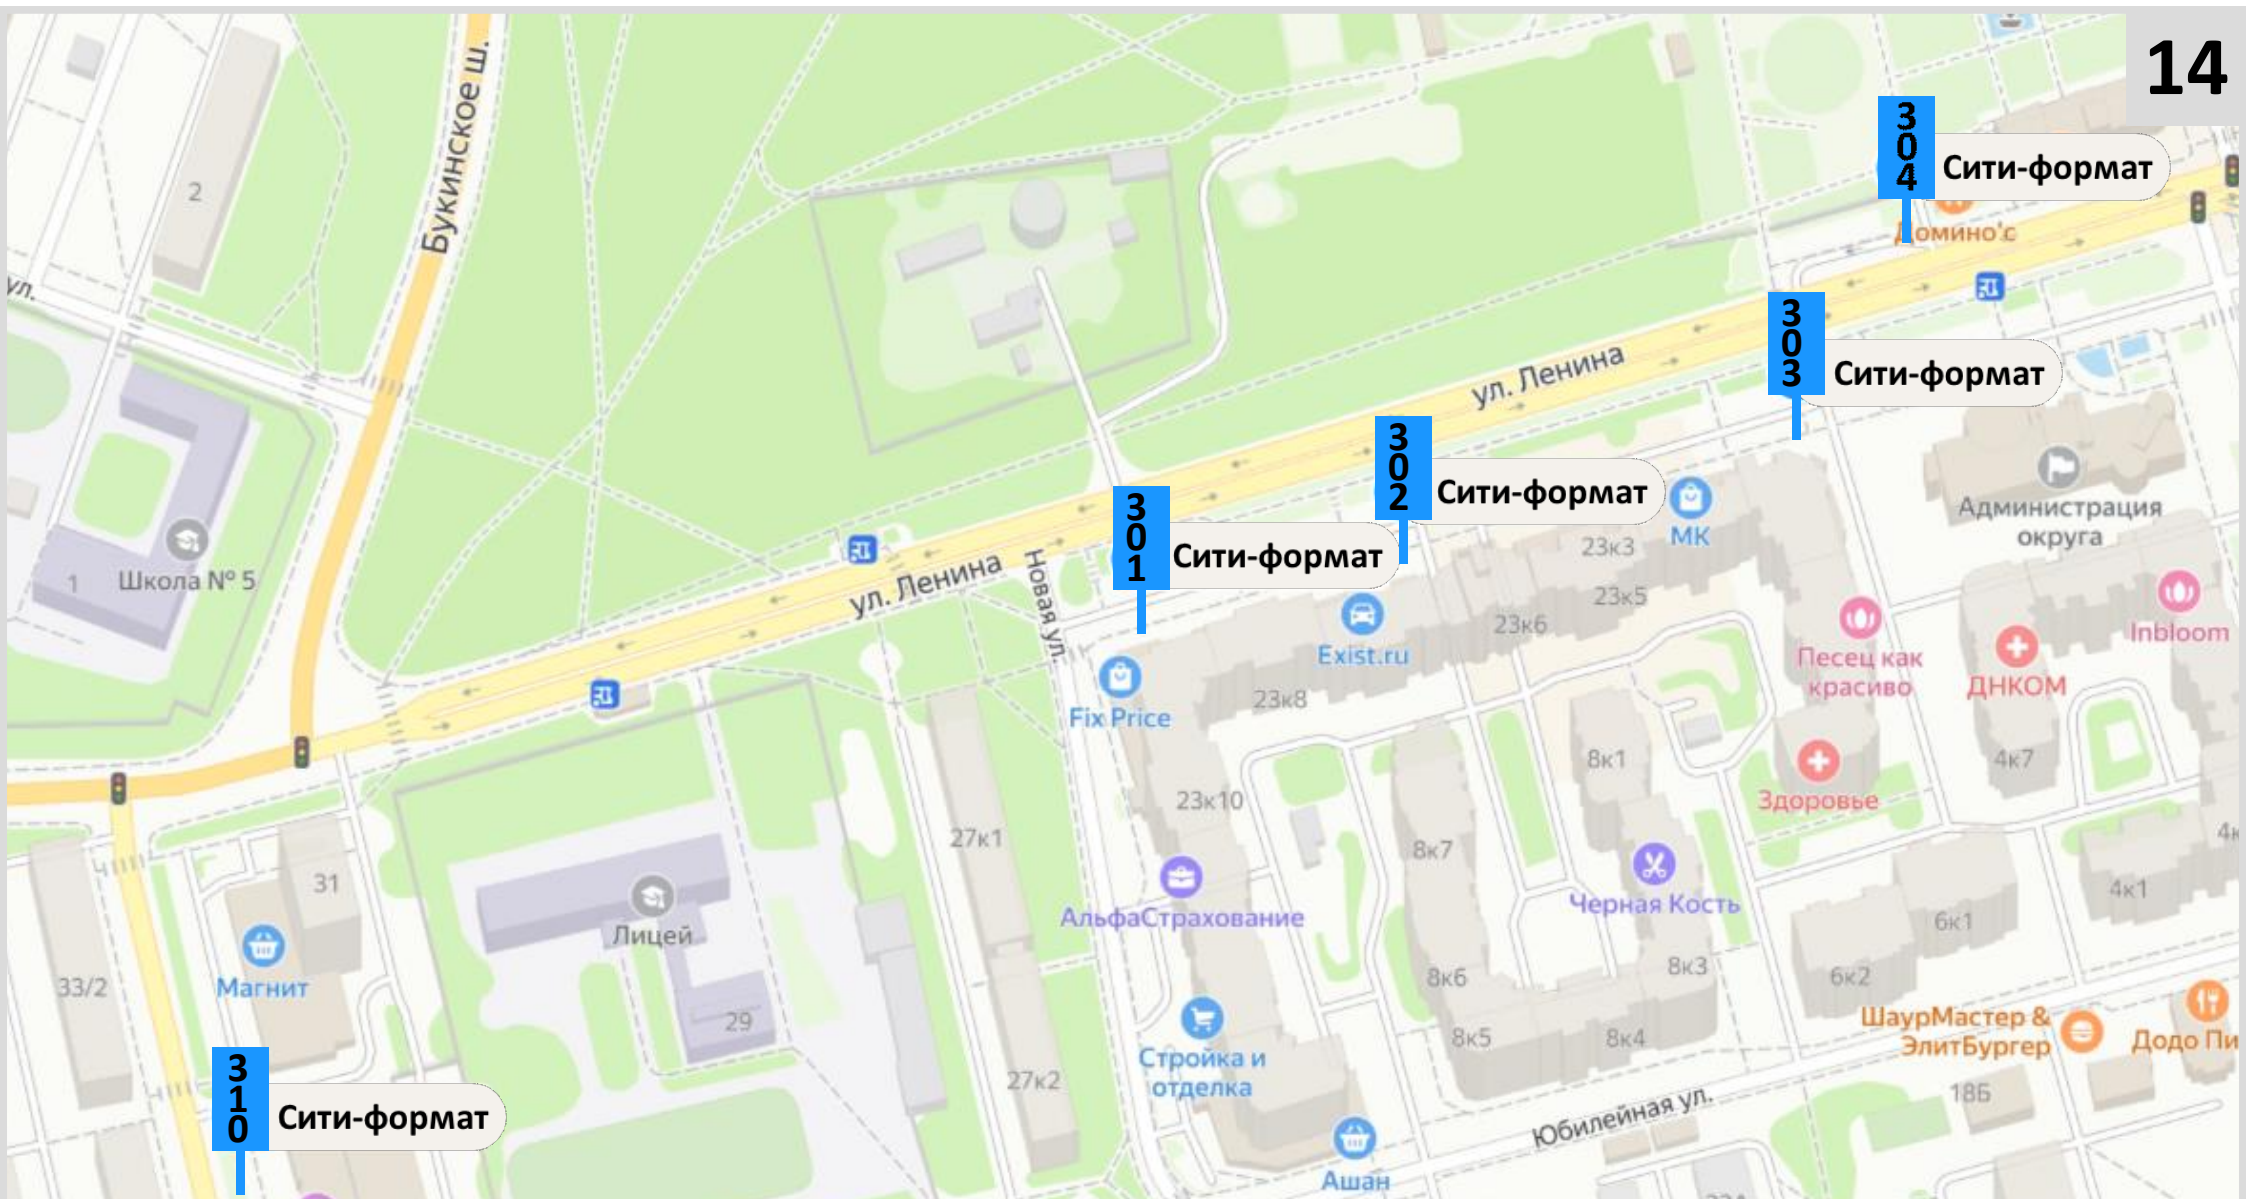 14
Букинское ш.
304
Сити-формат
2
Домино'с
ул.
303
Сити-формат
ул. Ленина
302
Сити-формат
МК
Администрация
округа
301
Сити-формат
23к3
Школа № 5
1
ул. Ленина
Новая ул.
23к5
23к6
Exist.ru
Inbloom
Песец как
красиво
ДНКОМ
23к8
Fix Price
8к1
4к7
23к10
Здоровье
27к1
8к7
4к
31
4к1
АльфаСтрахование
Черная Кость
6к1
Лицей
33/2
Магнит
8к6
8к3
6к2
29
ШаурМастер &
ЭлитБургер
Додо Пи
8к5
8к4
Стройка и
отделка
27к2
18Б
310
Сити-формат
Юбилейная ул.
Ашан